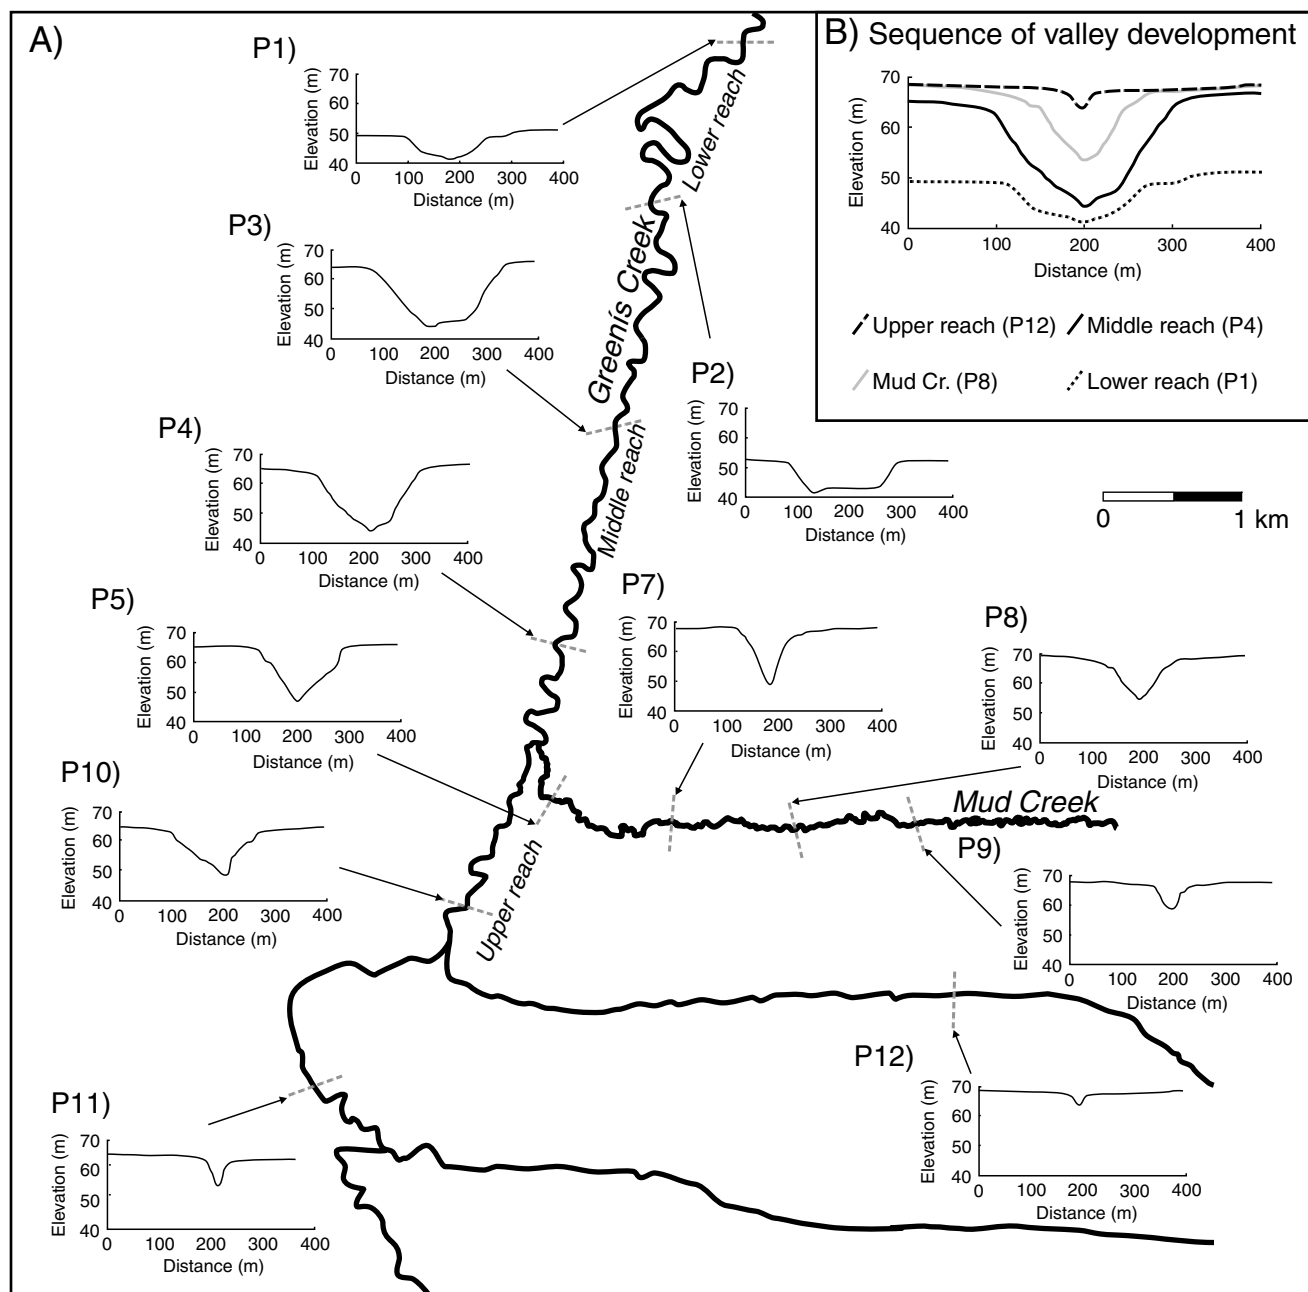 A)
P1)
Elevation (m)
70
60
50
40
0 100 200 300 400
Distance (m)
Lower reach
B) Sequence of valley development
Elevation (m)
70
60
50
40
0 100 200 300 400
Distance (m)
Upper reach (P12)
Middle reach (P4)
Mud Cr. (P8)
Lower reach (P1)
P3)
Elevation (m)
70
60
50
40
0 100 200 300 400
Distance (m)
Greenís Creek
P2)
Elevation (m)
70
60
50
40
0 100 200 300 400
Distance (m)
P4)
Elevation (m)
70
60
50
40
0 100 200 300 400
Distance (m)
Middle reach
0 1 km
P5)
Elevation (m)
70
60
50
40
0 100 200 300 400
Distance (m)
P7)
Elevation (m)
70
60
50
40
0 100 200 300 400
Distance (m)
P8)
Elevation (m)
70
60
50
40
0 100 200 300 400
Distance (m)
P10)
Elevation (m)
70
60
50
40
0 100 200 300 400
Distance (m)
Upper reach
Mud Creek
P9)
Elevation (m)
70
60
50
40
0 100 200 300 400
Distance (m)
P12)
Elevation (m)
70
60
50
40
0 100 200 300 400
Distance (m)
P11)
Elevation (m)
70
60
50
40
0 100 200 300 400
Distance (m)